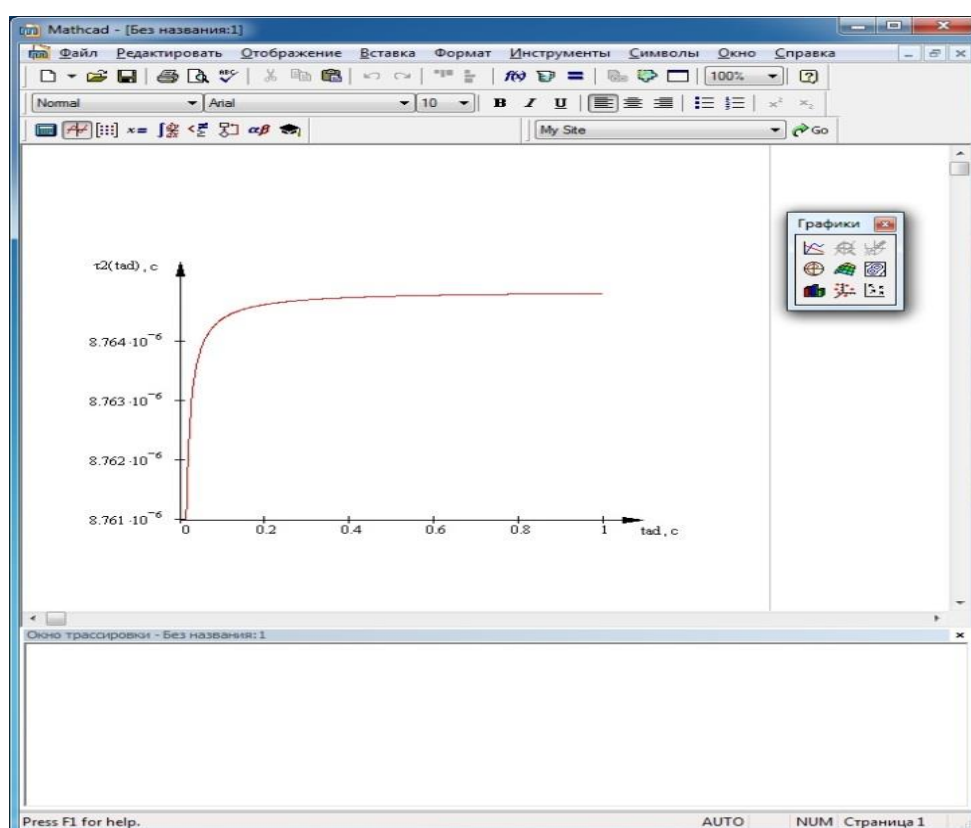 Mathcad - [Без названия:1]
Файл Редактировать Отображение Вставка Формат Инструменты Символы Окно Справка
100%
Normal Arial 10 B I U
My Site Go
Графики
τ2(tad) , c
8.764·10⁻⁶
8.763·10⁻⁶
8.762·10⁻⁶
8.761·10⁻⁶
0 0.2 0.4 0.6 0.8 1 tad , c
Окно трассировки - Без названия:1
Press F1 for help. AUTO NUM Страница 1